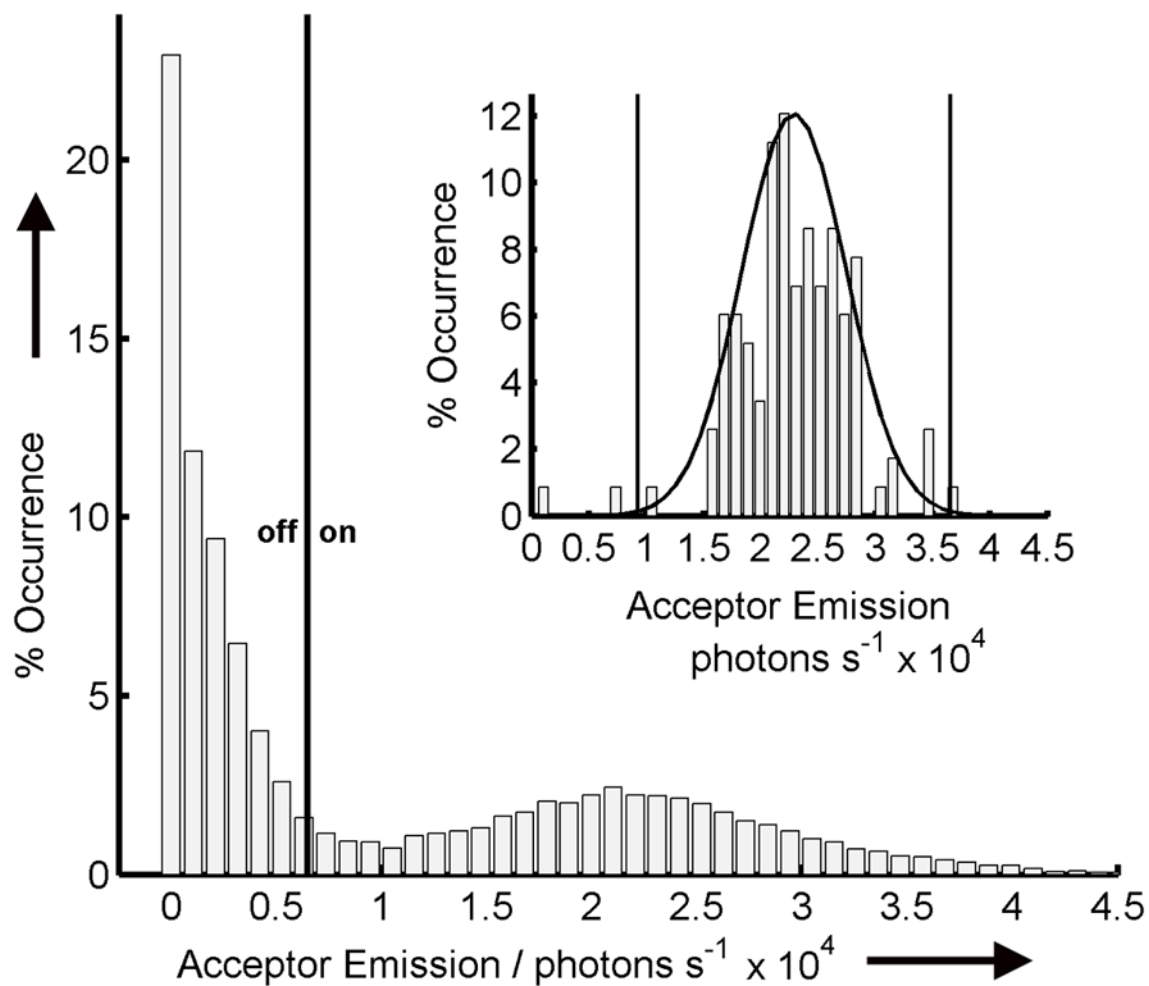 % Occurrence
20
15
10
5
0
off on
0 0.5 1 1.5 2 2.5 3 3.5 4 4.5
Acceptor Emission / photons s⁻¹ x 10⁴
% Occurrence
12
10
8
6
4
2
0
0 0.5 1 1.5 2 2.5 3 3.5 4 4.5
Acceptor Emission
photons s⁻¹ x 10⁴